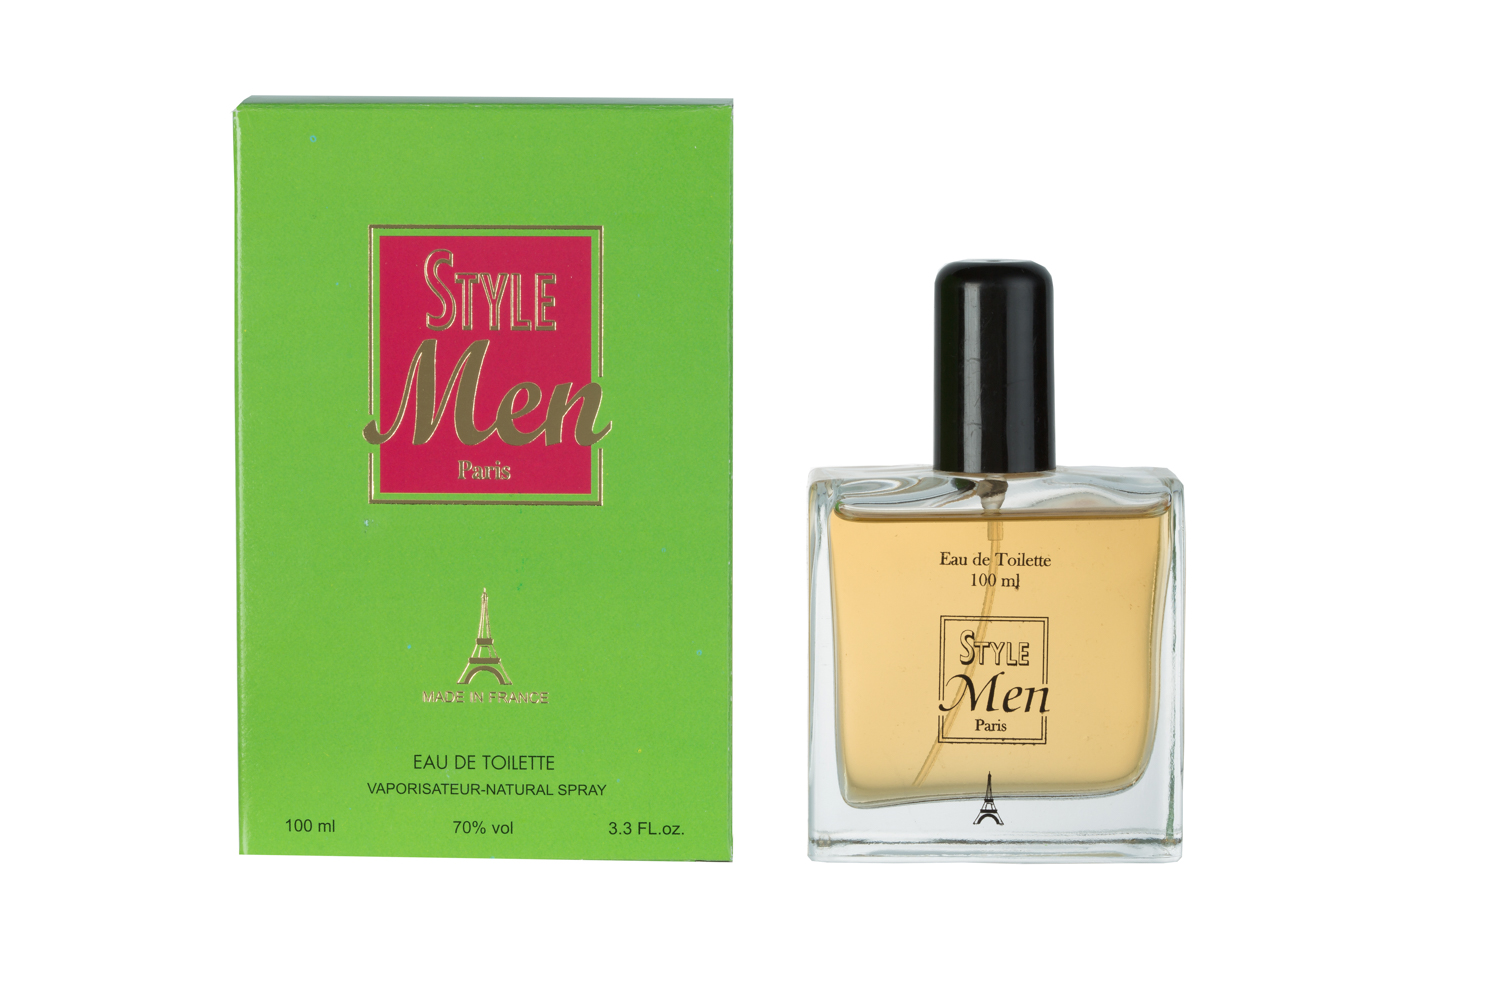 STYLE
Men
Paris
MADE IN FRANCE
EAU DE TOILETTE
VAPORISATEUR-NATURAL SPRAY
100 ml 70% vol 3.3 FL.oz.
Eau de Toilette
100 ml
STYLE
Men
Paris